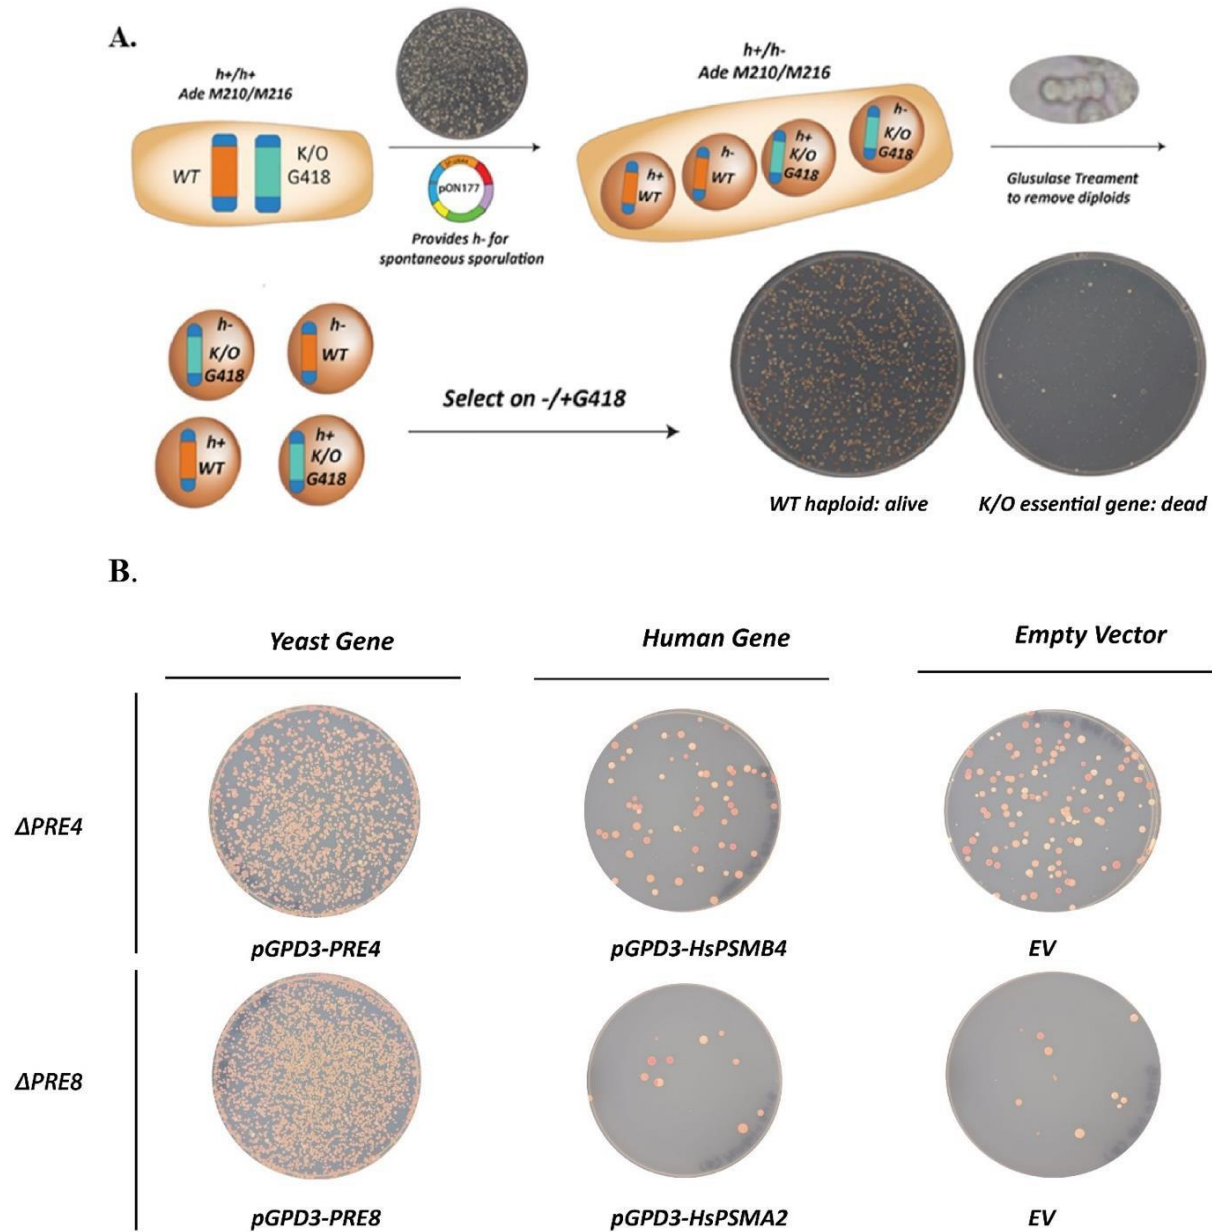 A.
h+/h+
Ade M210/M216
WT
K/O
G418
pON177
Provides h- for
spontaneous sporulation
h+/h-
Ade M210/M216
h+
WT
h-
WT
h+
K/O
G418
h-
K/O
G418
Glusulase Treament
to remove diploids
h-
K/O
G418
h-
WT
h+
WT
h+
K/O
G418
Select on -/+G418
WT haploid: alive
K/O essential gene: dead
B.
Yeast Gene
Human Gene
Empty Vector
ΔPRE4
pGPD3-PRE4
pGPD3-HsPSMB4
EV
ΔPRE8
pGPD3-PRE8
pGPD3-HsPSMA2
EV